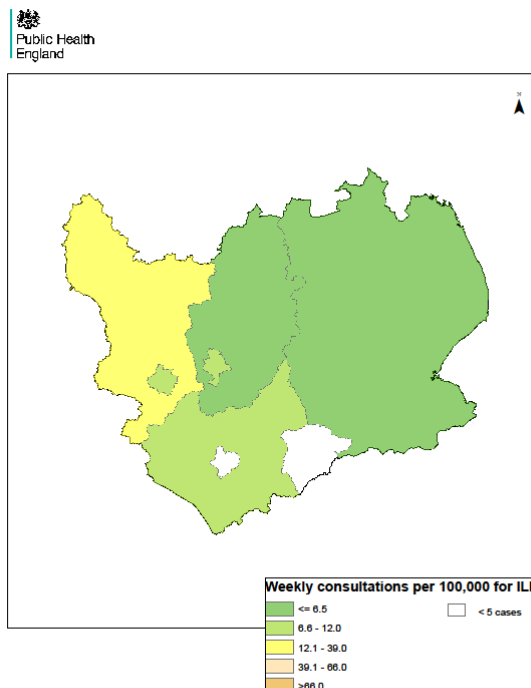 Public Health
England
Weekly consultations per 100,000 for ILI
<= 6.5
< 5 cases
6.6 - 12.0
12.1 - 39.0
39.1 - 66.0
>66.0